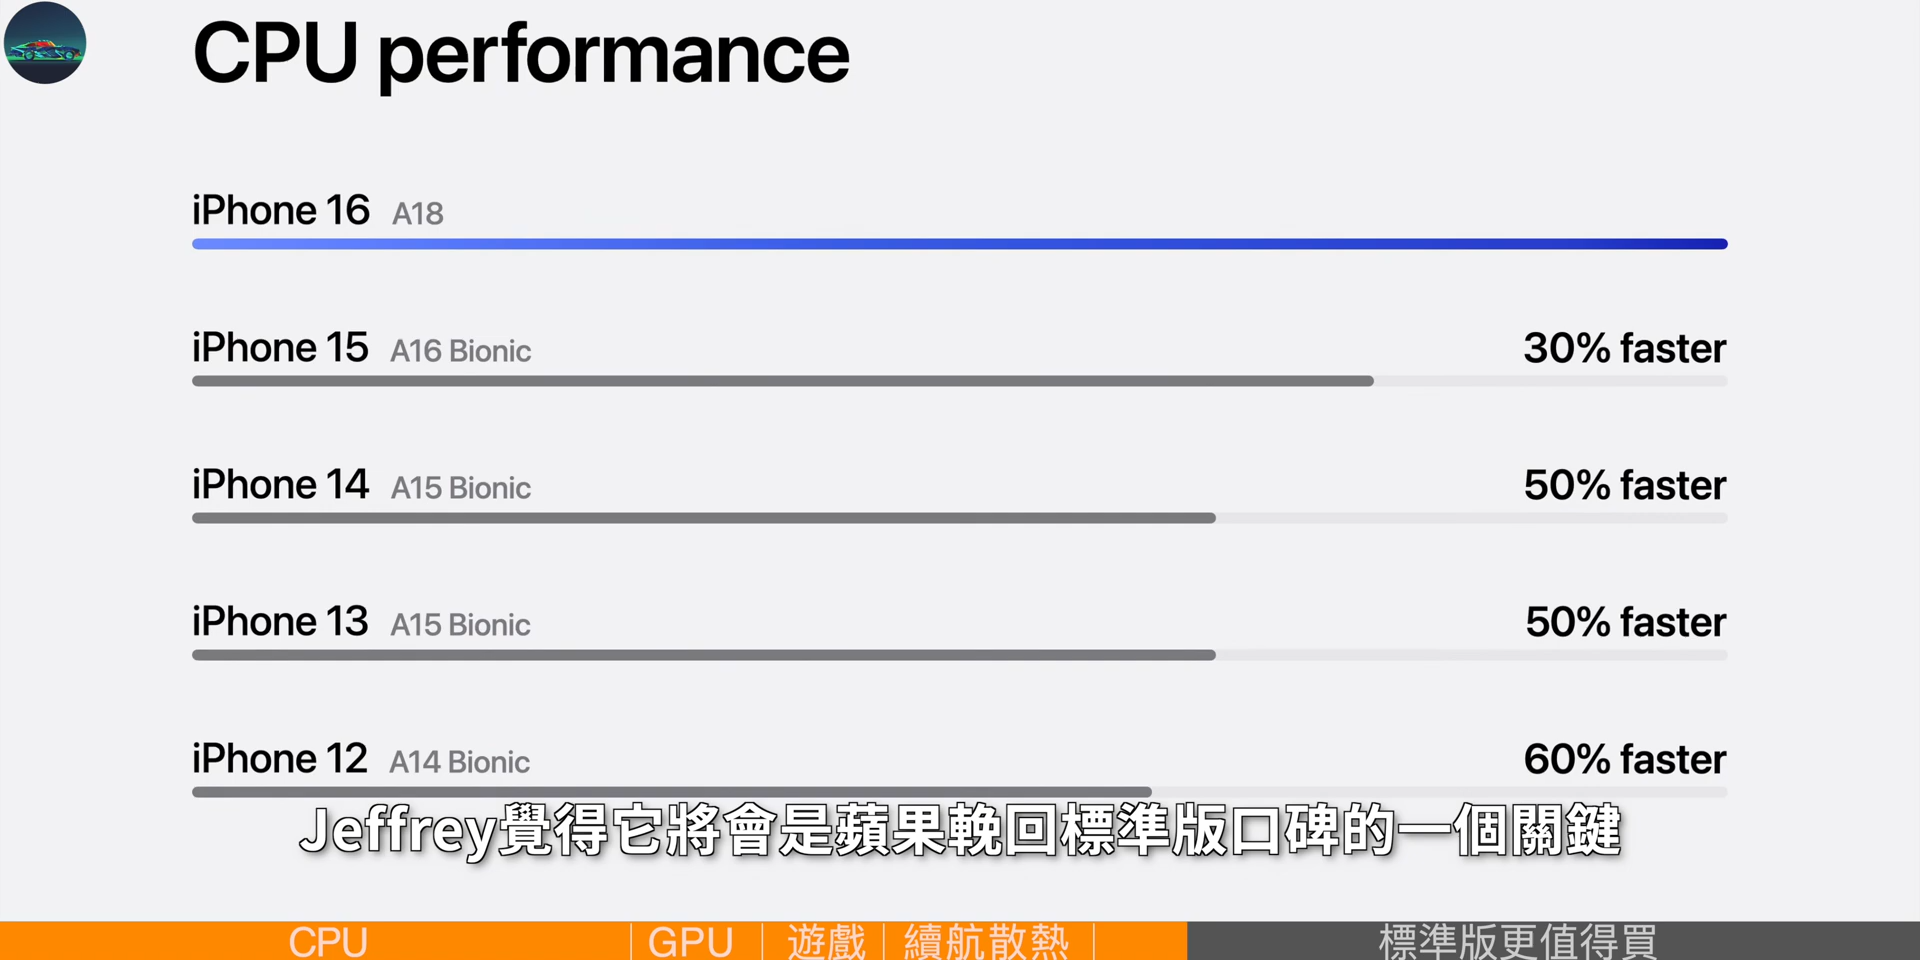 CPU performance
iPhone 16 A18
iPhone 15 A16 Bionic 30% faster
iPhone 14 A15 Bionic 50% faster
iPhone 13 A15 Bionic 50% faster
iPhone 12 A14 Bionic 60% faster
Jeffrey覺得它將會是蘋果輓回標準版口碑的一個關鍵
CPU GPU 遊戲 續航散熱 標準版更值得買